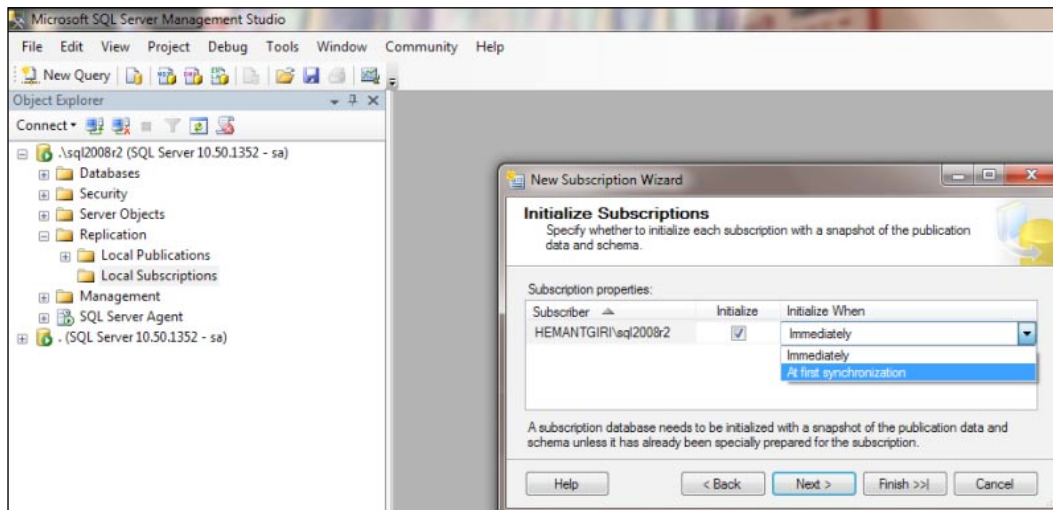 Microsoft SQL Server Management Studio
File Edit View Project Debug Tools Window Community Help
New Query
Object Explorer
Connect
.\sql2008r2 (SQL Server 10.50.1352 - sa)
Databases
Security
Server Objects
Replication
Local Publications
Local Subscriptions
Management
SQL Server Agent
. (SQL Server 10.50.1352 - sa)
New Subscription Wizard
Initialize Subscriptions
Specify whether to initialize each subscription with a snapshot of the publication
data and schema.
Subscription properties:
Subscriber Initialize Initialize When
HEMANTGIRI\sql2008r2 Immediately
Immediately
At first synchronization
A subscription database needs to be initialized with a snapshot of the publication data and
schema unless it has already been specially prepared for the subscription.
Help < Back Next > Finish >>| Cancel